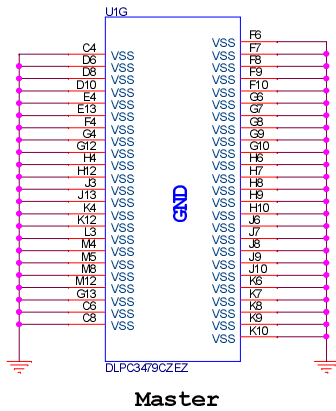 U1G
C4 VSS
D6 VSS
D8 VSS
D10 VSS
E4 VSS
E13 VSS
F4 VSS
G4 VSS
G12 VSS
H4 VSS
H12 VSS
J3 VSS
J13 VSS
K4 VSS
K12 VSS
L3 VSS
M4 VSS
M5 VSS
M8 VSS
M12 VSS
G13 VSS
C6 VSS
C8 VSS
GND
VSS F6
VSS F7
VSS F8
VSS F9
VSS F10
VSS G6
VSS G7
VSS G8
VSS G9
VSS G10
VSS H6
VSS H7
VSS H8
VSS H9
VSS H10
VSS J6
VSS J7
VSS J8
VSS J9
VSS J10
VSS K6
VSS K7
VSS K8
VSS K9
VSS K10
DLPC3479CZEZ
Master